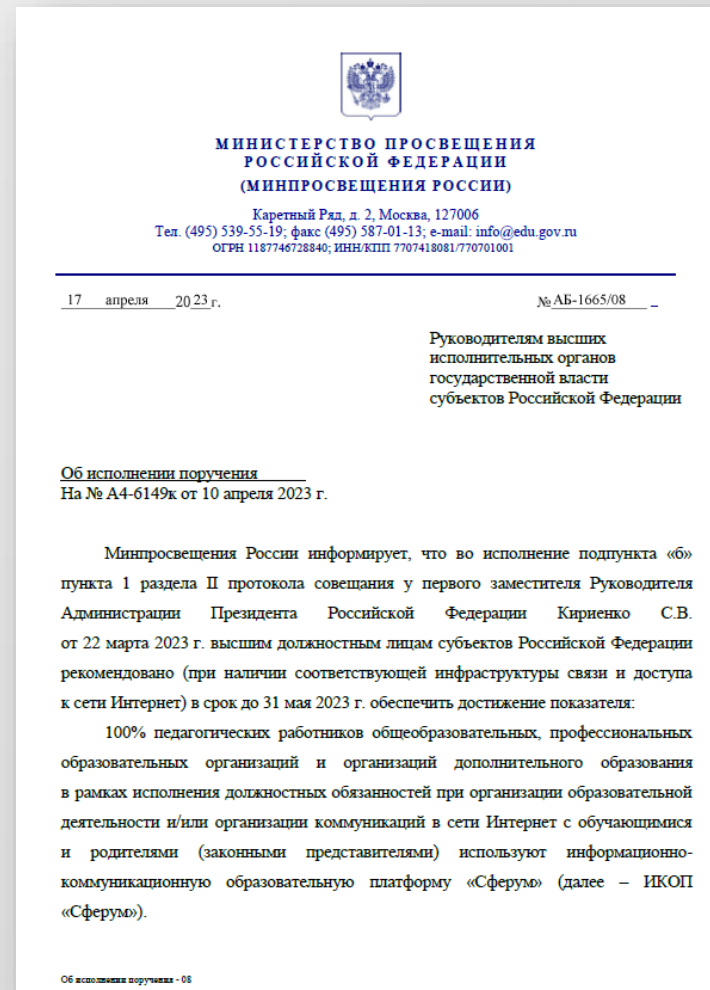 МИНИСТЕРСТВО ПРОСВЕЩЕНИЯ
РОССИЙСКОЙ ФЕДЕРАЦИИ
(МИНПРОСВЕЩЕНИЯ РОССИИ)
Каретный Ряд, д. 2, Москва, 127006
Тел. (495) 539-55-19; факс (495) 587-01-13; e-mail: info@edu.gov.ru
ОГРН 1187746728840; ИНН/КПП 7707418081/770701001
17 апреля 2023 г.
№ АБ-1665/08
Руководителям высших
исполнительных органов
государственной власти
субъектов Российской Федерации
Об исполнении поручения
На № А4-6149к от 10 апреля 2023 г.
Минпросвещения России информирует, что во исполнение подпункта «б»
пункта 1 раздела II протокола совещания у первого заместителя Руководителя
Администрации Президента Российской Федерации Кириенко С.В.
от 22 марта 2023 г. высшим должностным лицам субъектов Российской Федерации
рекомендовано (при наличии соответствующей инфраструктуры связи и доступа
к сети Интернет) в срок до 31 мая 2023 г. обеспечить достижение показателя:
100% педагогических работников общеобразовательных, профессиональных
образовательных организаций и организаций дополнительного образования
в рамках исполнения должностных обязанностей при организации образовательной
деятельности и/или организации коммуникаций в сети Интернет с обучающимися
и родителями (законными представителями) используют информационно-
коммуникационную образовательную платформу «Сферум» (далее – ИКОП
«Сферум»).
Об исполнении поручения - 08